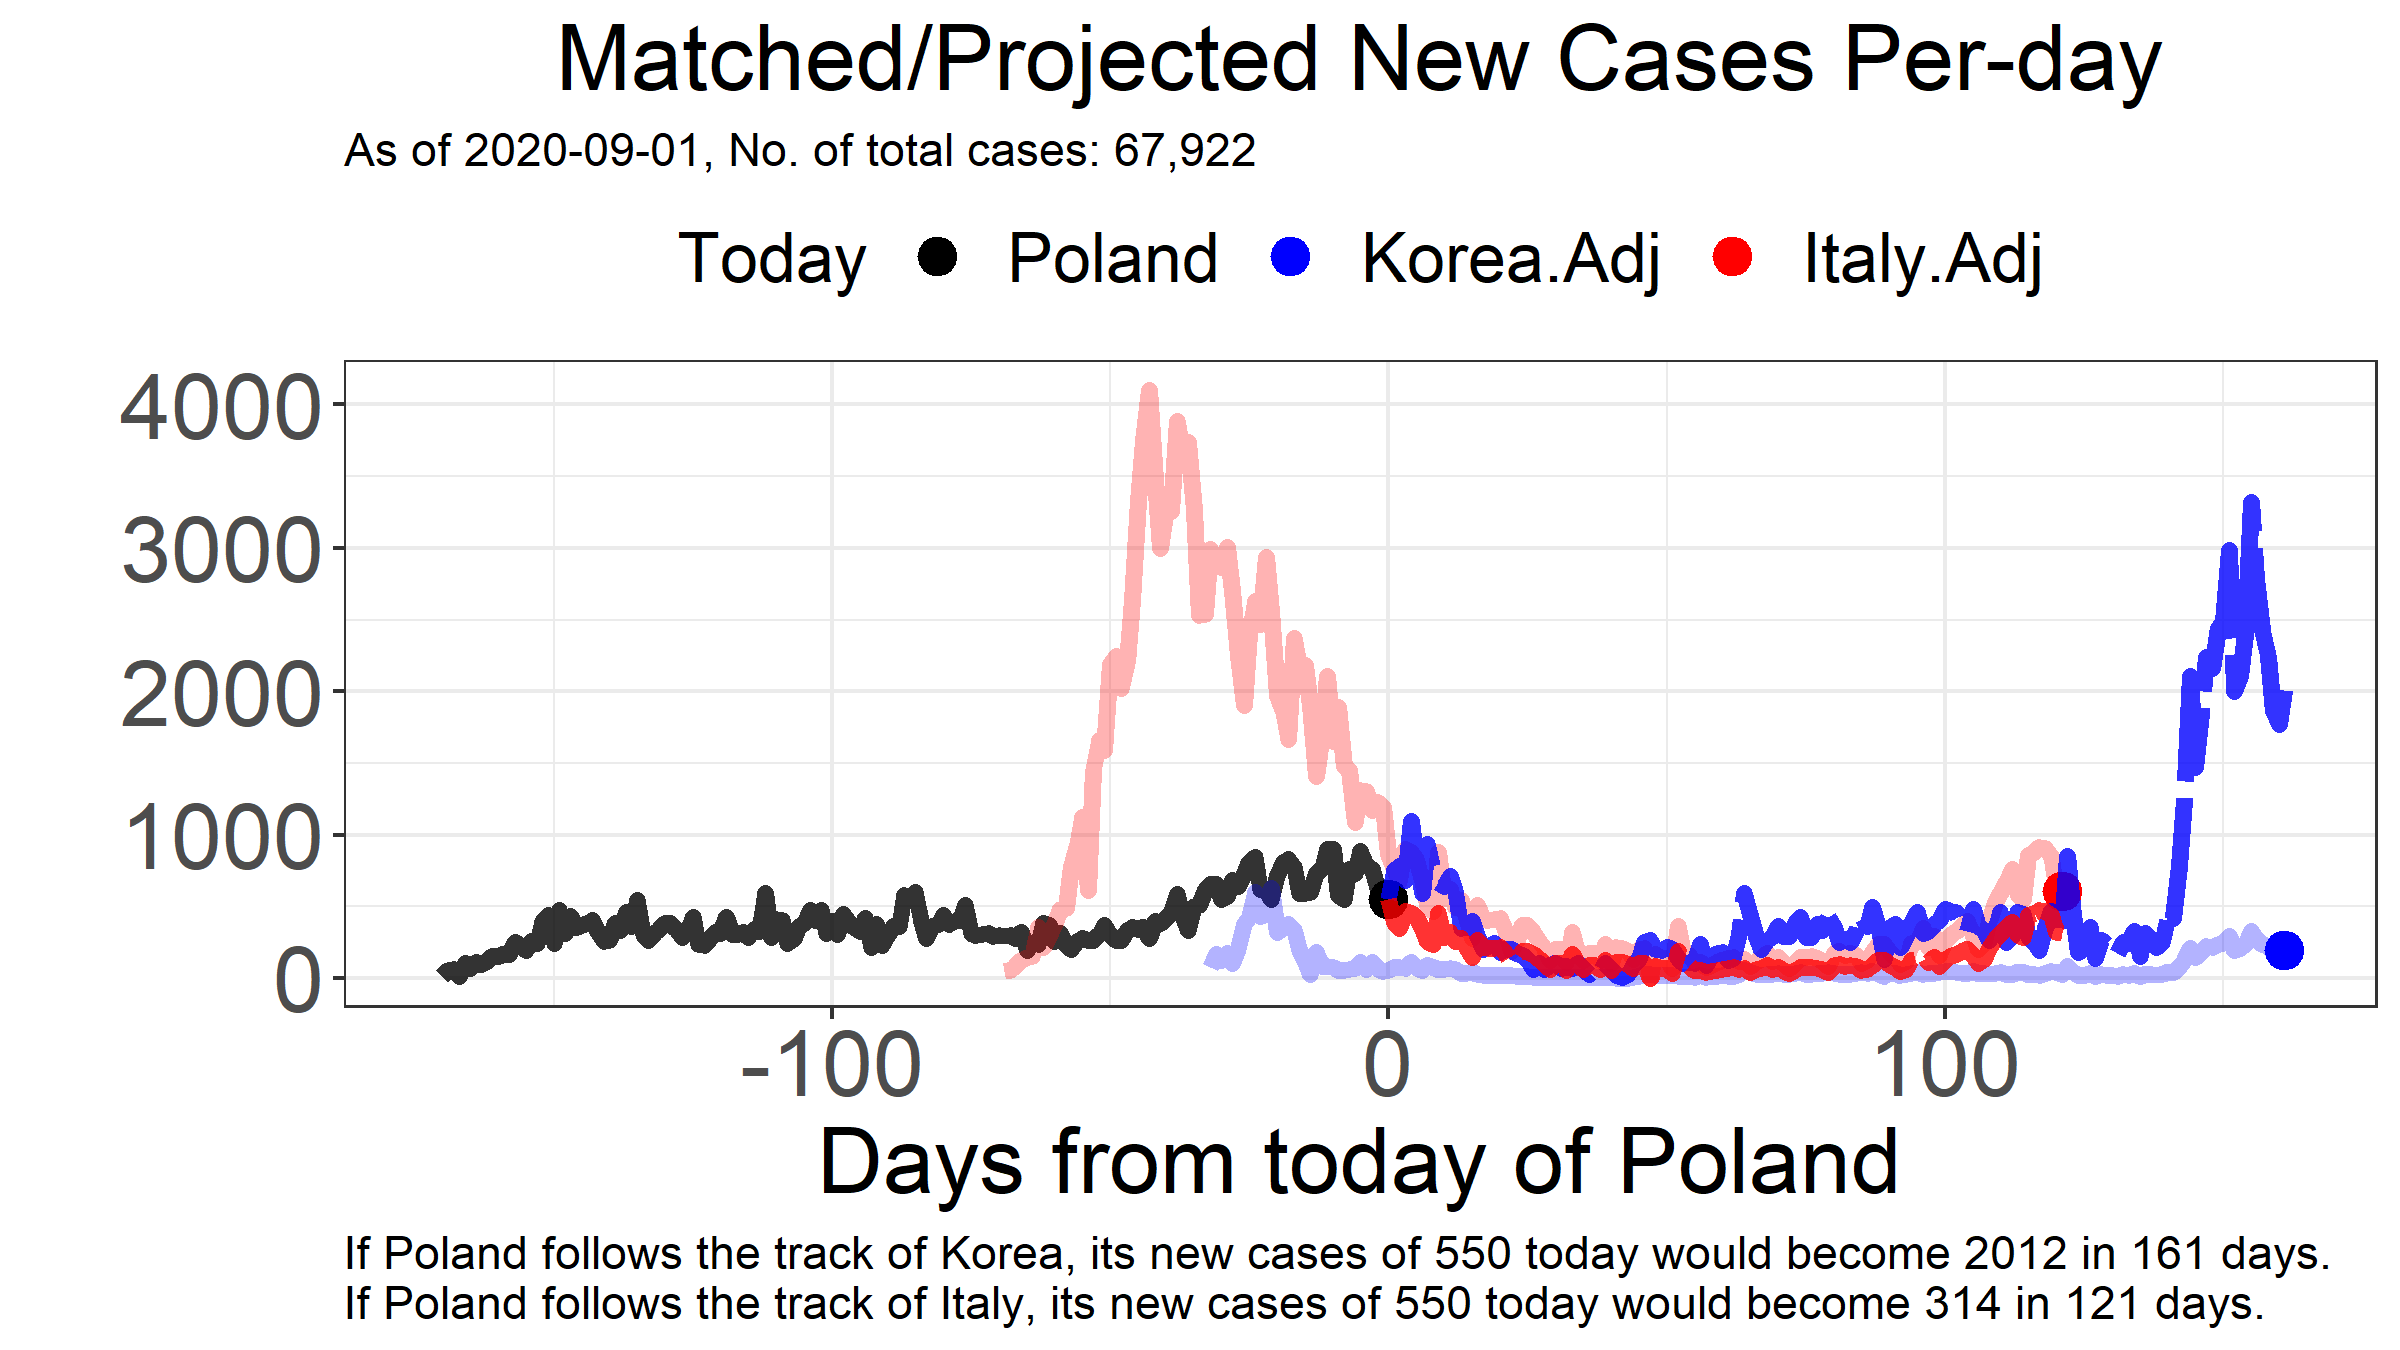 Matched/Projected New Cases Per-day
As of 2020-09-01, No. of total cases: 67,922
Today Poland Korea.Adj Italy.Adj
4000
3000
2000
1000
0
-100 0 100
Days from today of Poland
If Poland follows the track of Korea, its new cases of 550 today would become 2012 in 161 days.
If Poland follows the track of Italy, its new cases of 550 today would become 314 in 121 days.